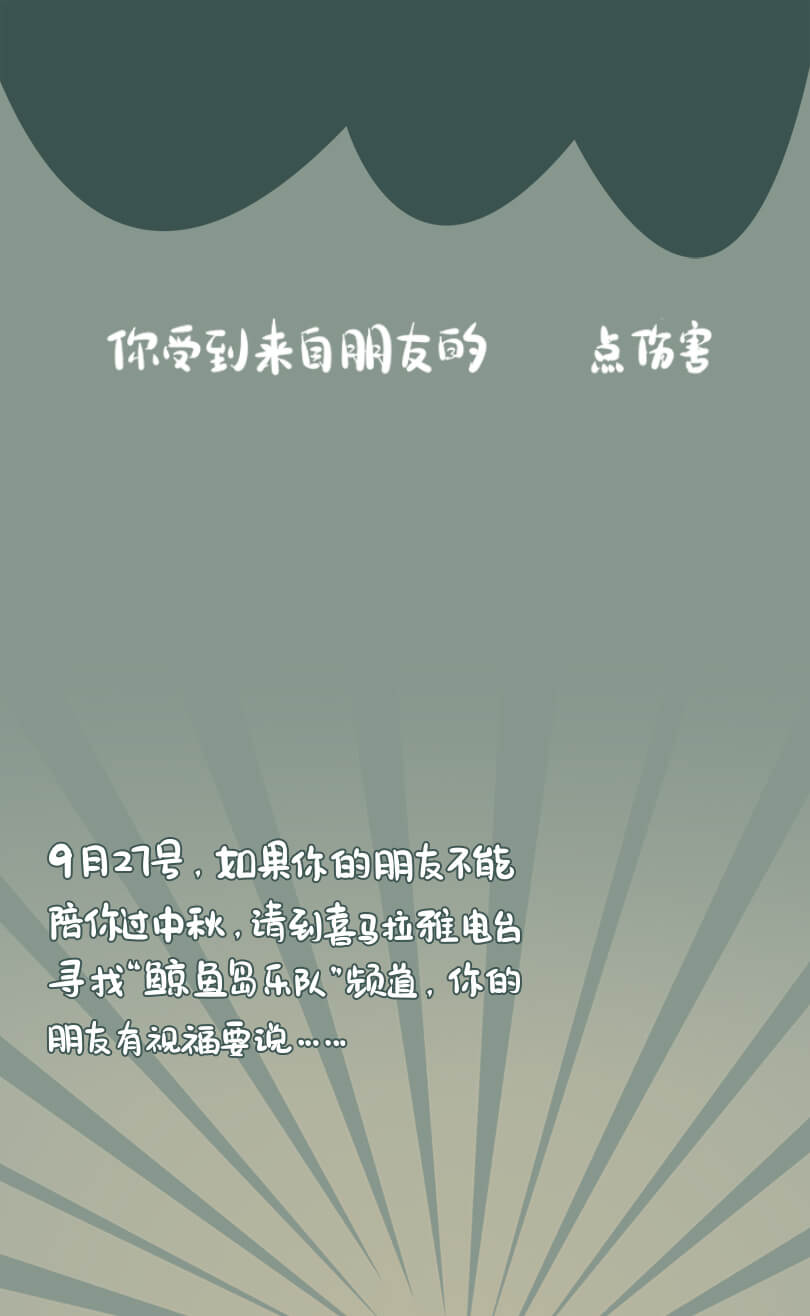 你受到来自朋友的 点伤害
9月27号,如果你的朋友不能
陪你过中秋,请到喜马拉雅电台
寻找“鲸鱼岛乐队”频道,你的
朋友有祝福要说……